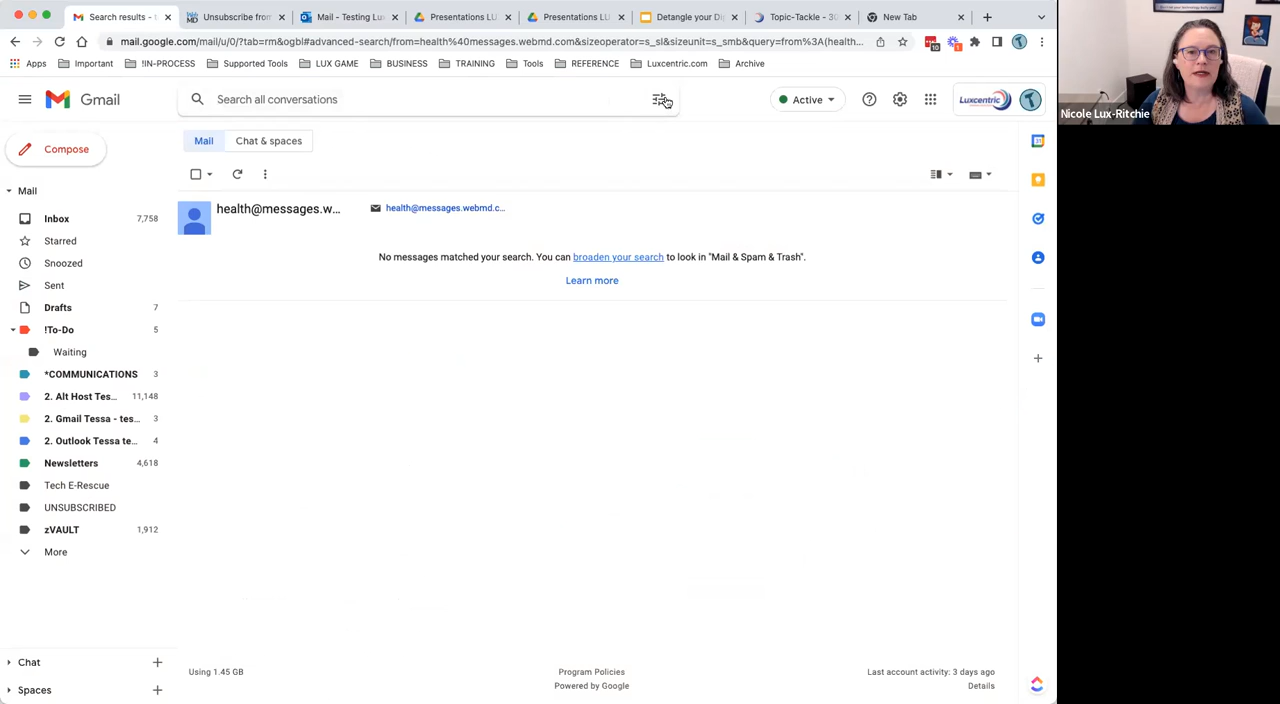 Search results - t
Unsubscribe from
Mail - Testing Lux
Presentations LU
Presentations LU
Detangle your Di
Topic-Tackle - 30
New Tab
mail.google.com/mail/u/0/?tab=rm&ogbl#advanced-search/from=health%40messages.webmd.com&sizeoperator=s_sl&sizeunit=s_smb&query=from%3A(health...
10
1
T
Apps
Important
!IN-PROCESS
Supported Tools
LUX GAME
BUSINESS
TRAINING
Tools
REFERENCE
Luxcentric.com
Archive
Gmail
Search all conversations
Active
Luxcentric
T
Nicole Lux-Ritchie
Compose
Mail
Chat & spaces
Mail
health@messages.w...
health@messages.webmd.c...
Inbox 7,758
Starred
No messages matched your search. You can broaden your search to look in "Mail & Spam & Trash".
Snoozed
Learn more
Sent
Drafts 7
!To-Do 5
Waiting
*COMMUNICATIONS 3
2. Alt Host Tes... 11,148
2. Gmail Tessa - tes... 3
2. Outlook Tessa te... 4
Newsletters 4,618
Tech E-Rescue
UNSUBSCRIBED
zVAULT 1,912
More
Chat
Using 1.45 GB
Program Policies
Last account activity: 3 days ago
Powered by Google
Details
Spaces
31